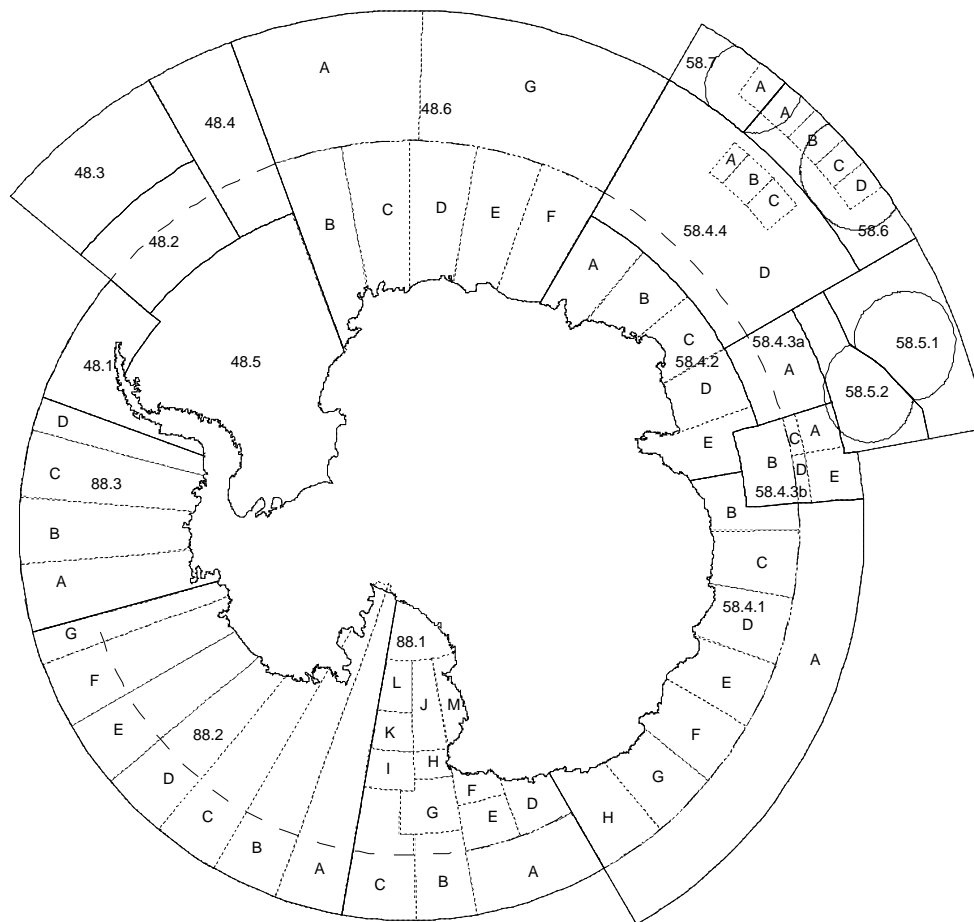 58.7
A
G
A
48.6
A
48.4
B
48.3
A
C
B
D
C
B
C
D
E
F
58.6
48.2
58.4.4
A
D
B
C
58.4.3a
58.5.1
48.1
48.5
58.4.2
A
D
58.5.2
D
E
C
A
B
D
E
C
88.3
58.4.3b
B
B
C
A
58.4.1
D
G
88.1
A
F
L
E
J
M
E
88.2
K
F
H
I
D
G
F
D
C
E
G
H
B
A
C
B
A